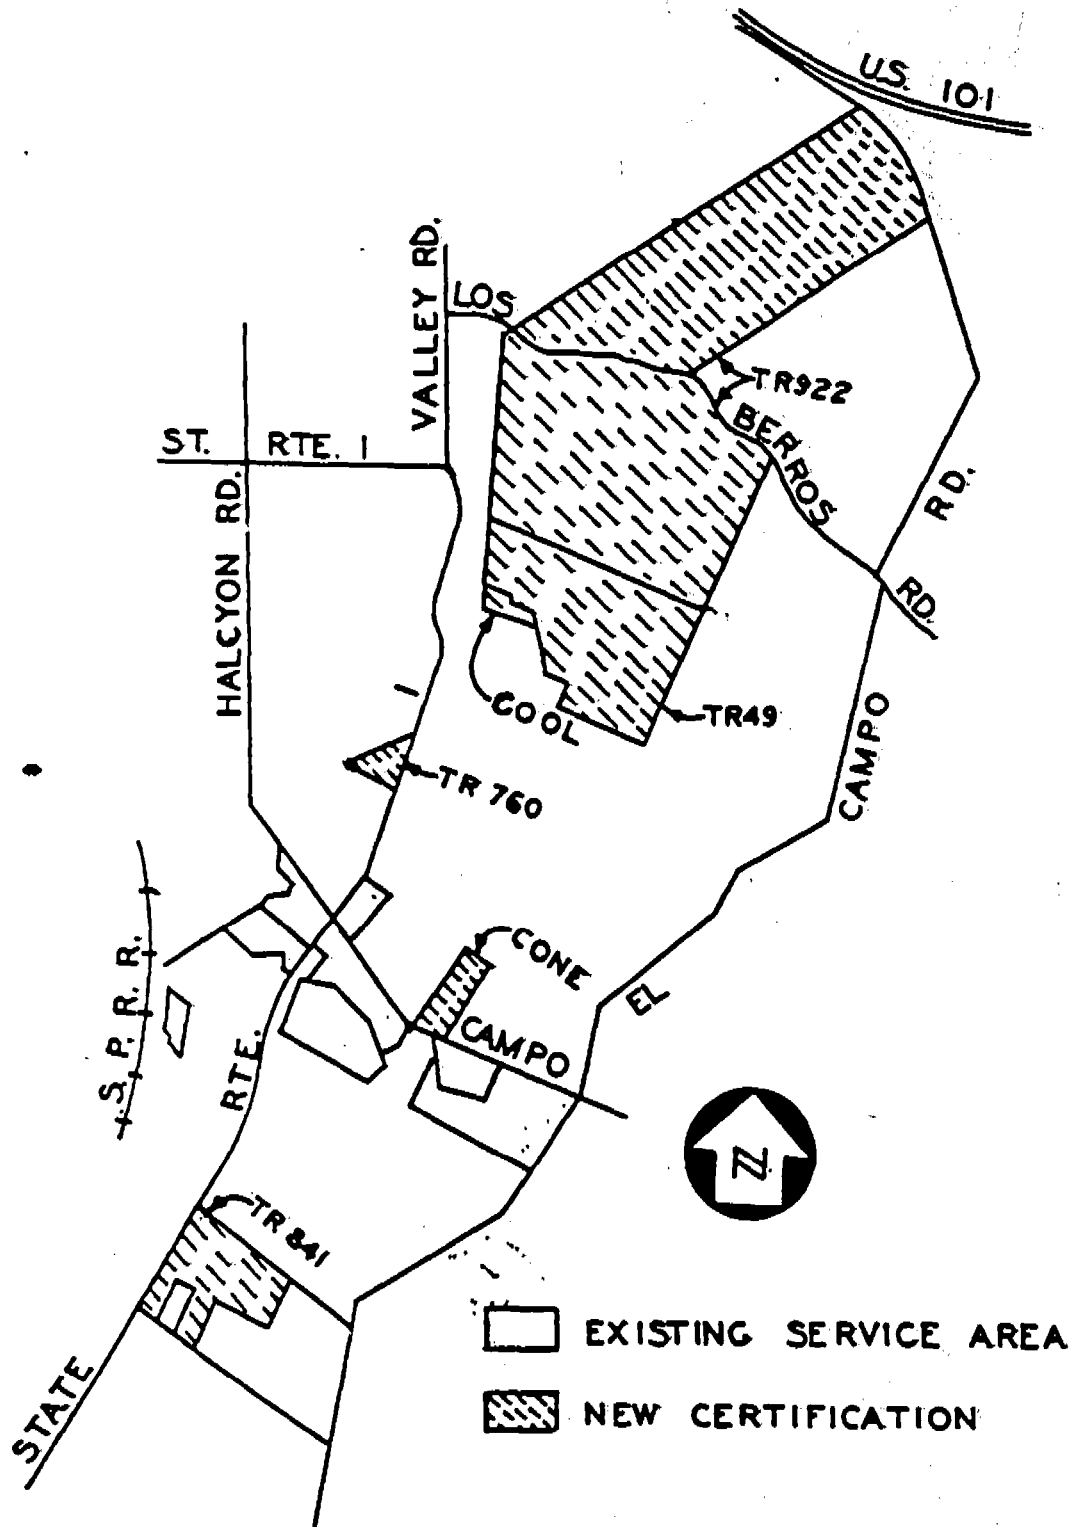 U.S. 101
VALLEY RD.
LOS
TR922
BERROS
RD.
ST. RTE. 1
HALCYON RD.
RD.
1
COOL
TR49
CAMPO
TR 760
S. P. R. R.
CONE
EL
CAMPO
RTE.
N
TR 841
STATE
EXISTING SERVICE AREA
NEW CERTIFICATION